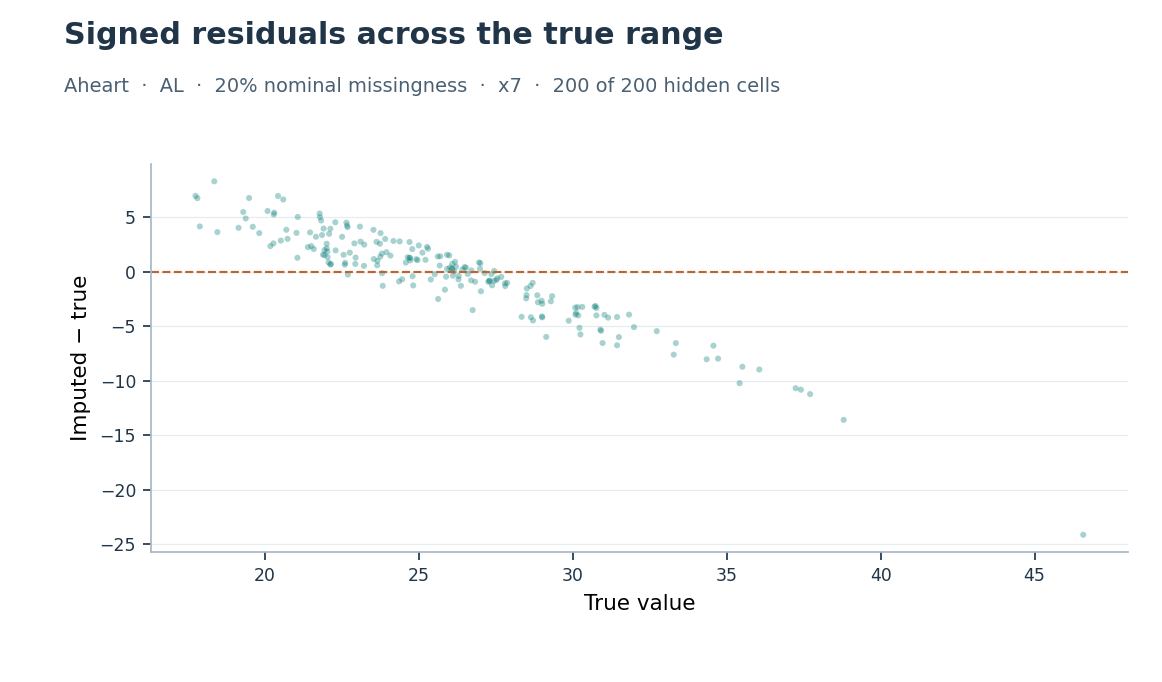 Signed residuals across the true range
Aheart · AL · 20% nominal missingness · x7 · 200 of 200 hidden cells
Imputed − true
5
0
−5
−10
−15
−20
−25
20 25 30 35 40 45
True value